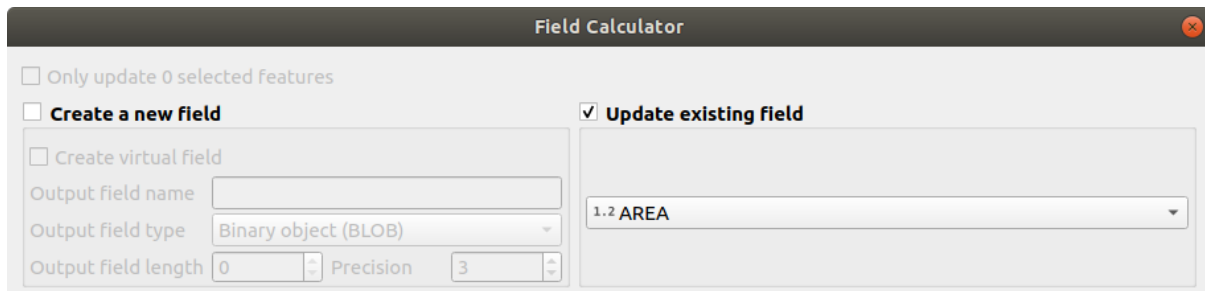 Field Calculator
Only update 0 selected features
Create a new field
Update existing field
Create virtual field
Output field name
1.2 AREA
Output field type Binary object (BLOB)
Output field length 0 Precision 3